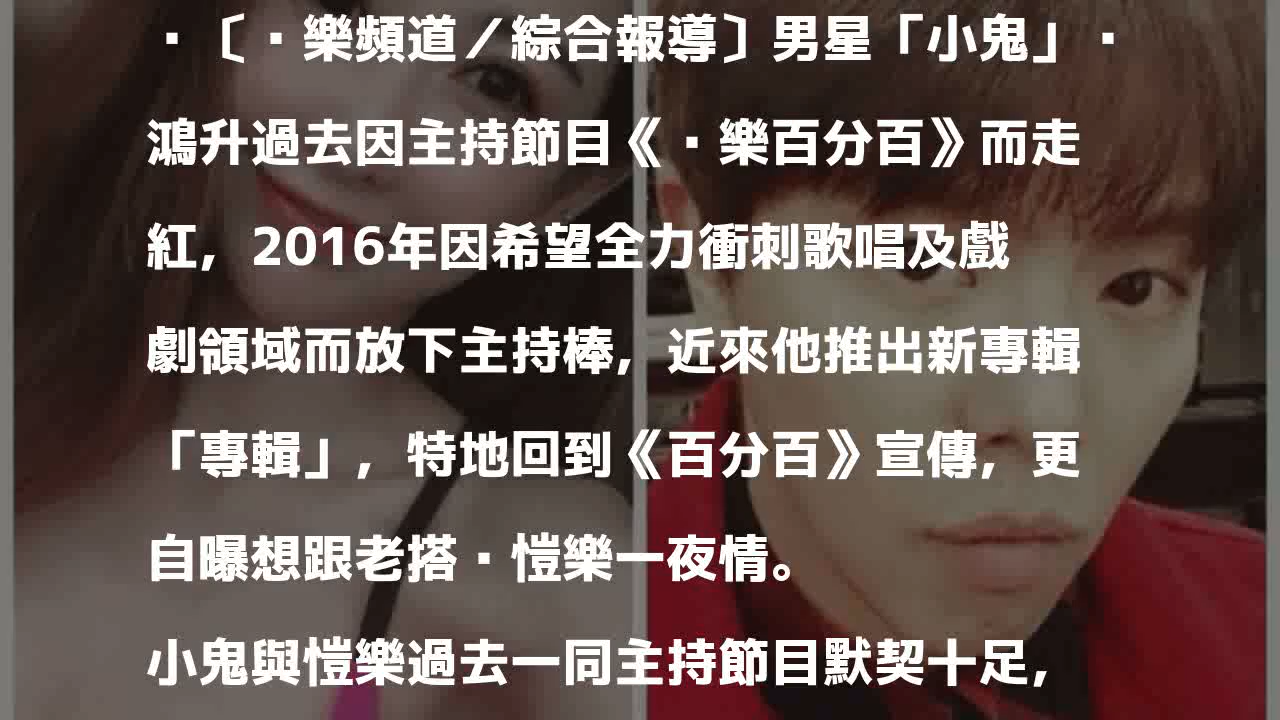 ▪〔▪樂頻道／綜合報導〕男星「小鬼」▪
鴻升過去因主持節目《▪樂百分百》而走
紅，2016年因希望全力衝刺歌唱及戲
劇領域而放下主持棒，近來他推出新專輯
「專輯」，特地回到《百分百》宣傳，更
自曝想跟老搭▪愷樂一夜情。
小鬼與愷樂過去一同主持節目默契十足，